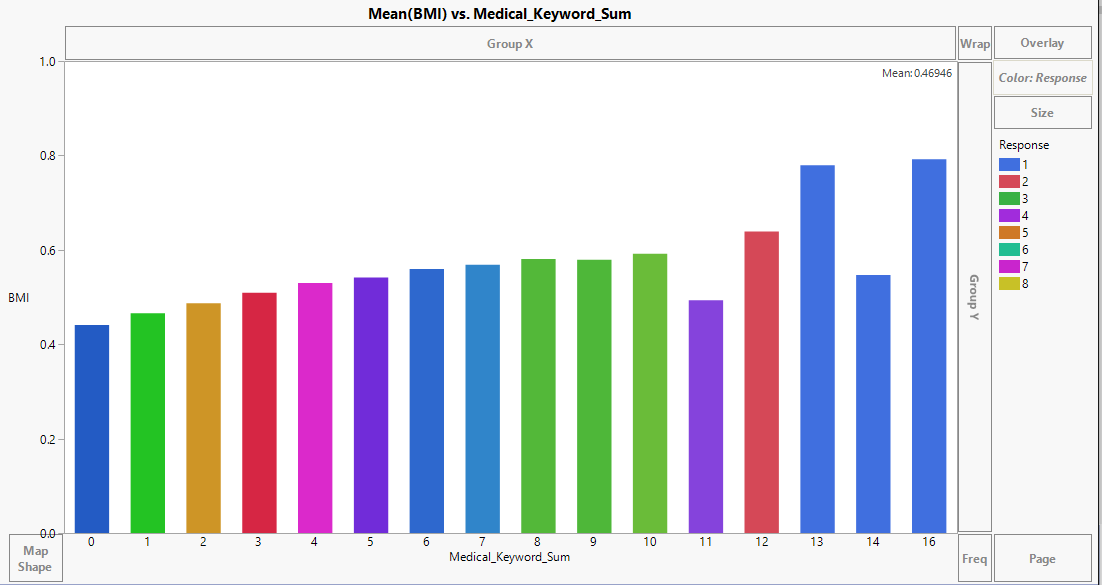 Mean(BMI) vs. Medical_Keyword_Sum
Group X
Wrap
Overlay
Mean:0.46946
Color: Response
Size
Response
1
2
3
4
5
6
7
8
1.0
0.8
0.6
0.4
0.2
0.0
BMI
Group Y
0 1 2 3 4 5 6 7 8 9 10 11 12 13 14 16
Medical_Keyword_Sum
Map
Shape
Freq
Page